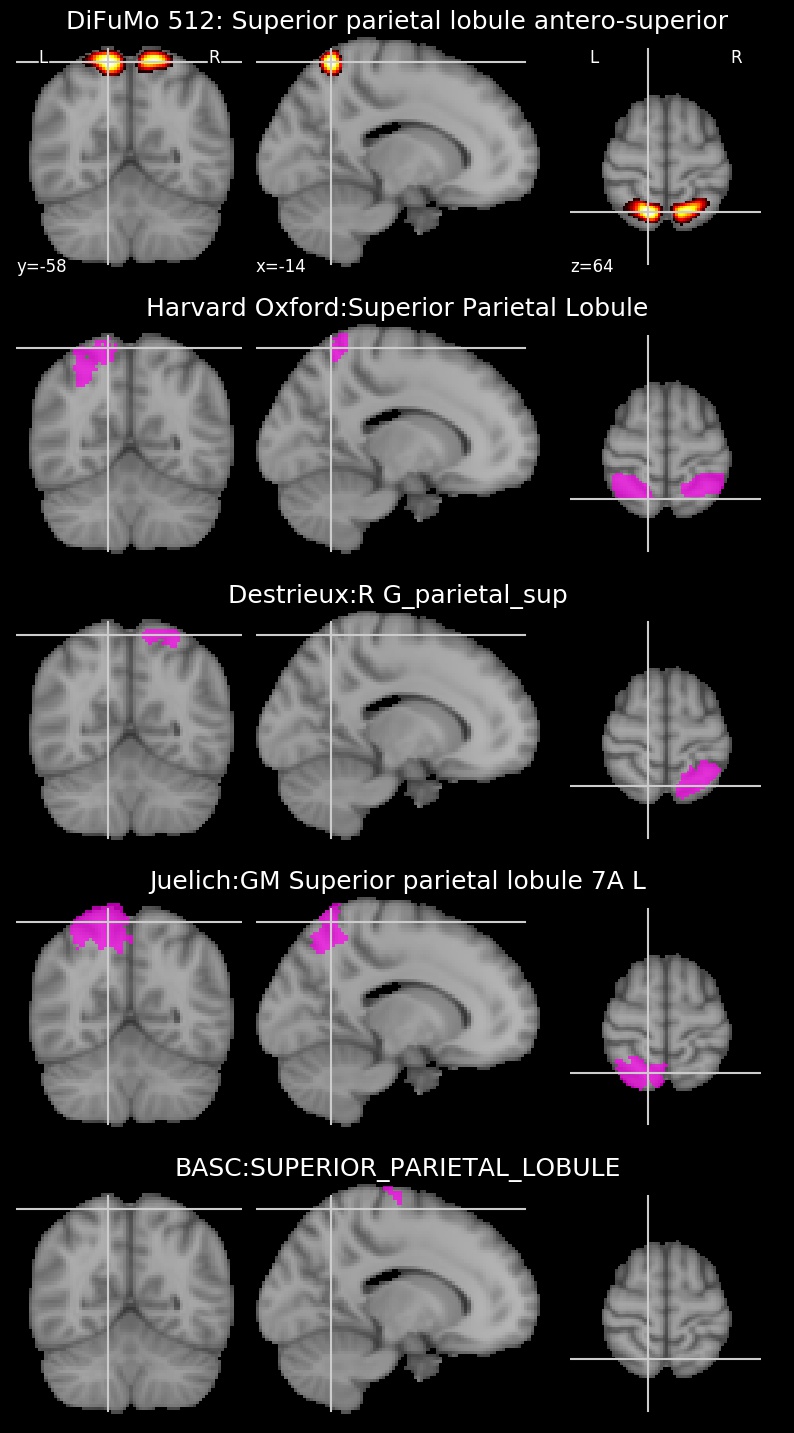 DiFuMo 512: Superior parietal lobule antero-superior
L R L R
y=-58 x=-14 z=64
Harvard Oxford:Superior Parietal Lobule
Destrieux:R G_parietal_sup
Juelich:GM Superior parietal lobule 7A L
BASC:SUPERIOR_PARIETAL_LOBULE